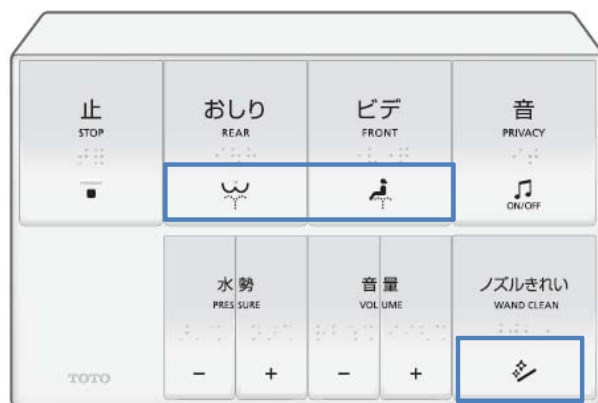 止
STOP
おしり
REAR
ビデ
FRONT
音
PRIVACY
ON/OFF
水勢
PRESSURE
- +
音量
VOLUME
- +
ノズルきれい
WAND CLEAN
TOTO